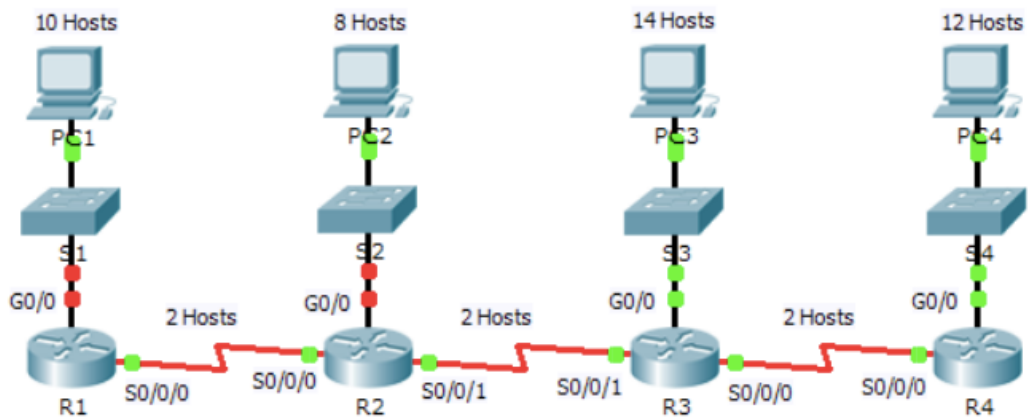 10 Hosts
8 Hosts
14 Hosts
12 Hosts
PC1
PC2
PC3
PC4
S1
S2
S3
S4
G0/0
G0/0
G0/0
G0/0
2 Hosts
2 Hosts
2 Hosts
S0/0/0
S0/0/0
S0/0/1
S0/0/1
S0/0/0
S0/0/0
R1
R2
R3
R4